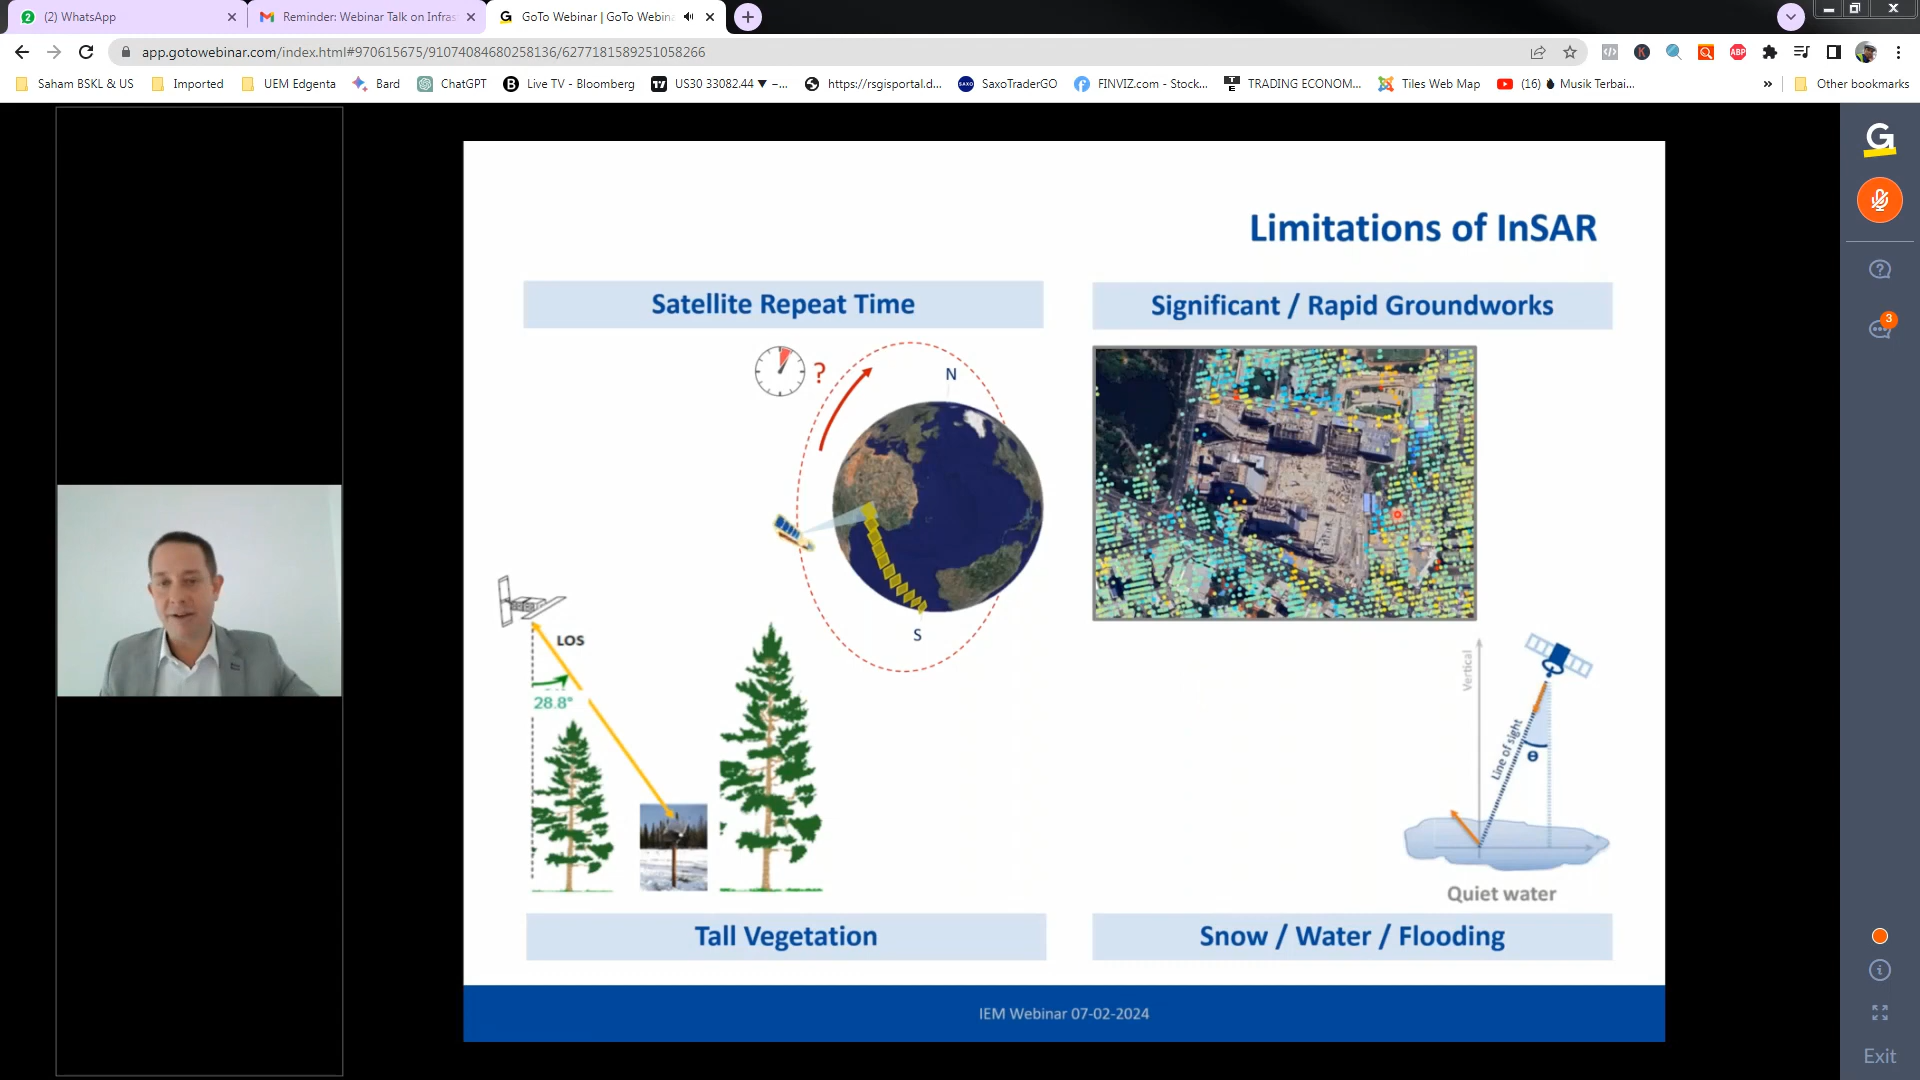 (2) WhatsApp
Reminder: Webinar Talk on Infras
GoTo Webinar | GoTo Webina
app.gotowebinar.com/index.html#970615675/91074084680258136/6277181589251058266
ABP
Saham BSKL & US
Imported
UEM Edgenta
Bard
ChatGPT
Live TV - Bloomberg
US30 33082.44 ▼ −...
https://rsgisportal.d...
SaxoTraderGO
FINVIZ.com - Stock...
TRADING ECONOM...
Tiles Web Map
(16) Musik Terbai...
»
Other bookmarks
G
3
Limitations of InSAR
Satellite Repeat Time
Significant / Rapid Groundworks
?
N
S
LOS
28.8°
Vertical
Line of sight
Θ
Quiet water
Tall Vegetation
Snow / Water / Flooding
IEM Webinar 07-02-2024
Exit